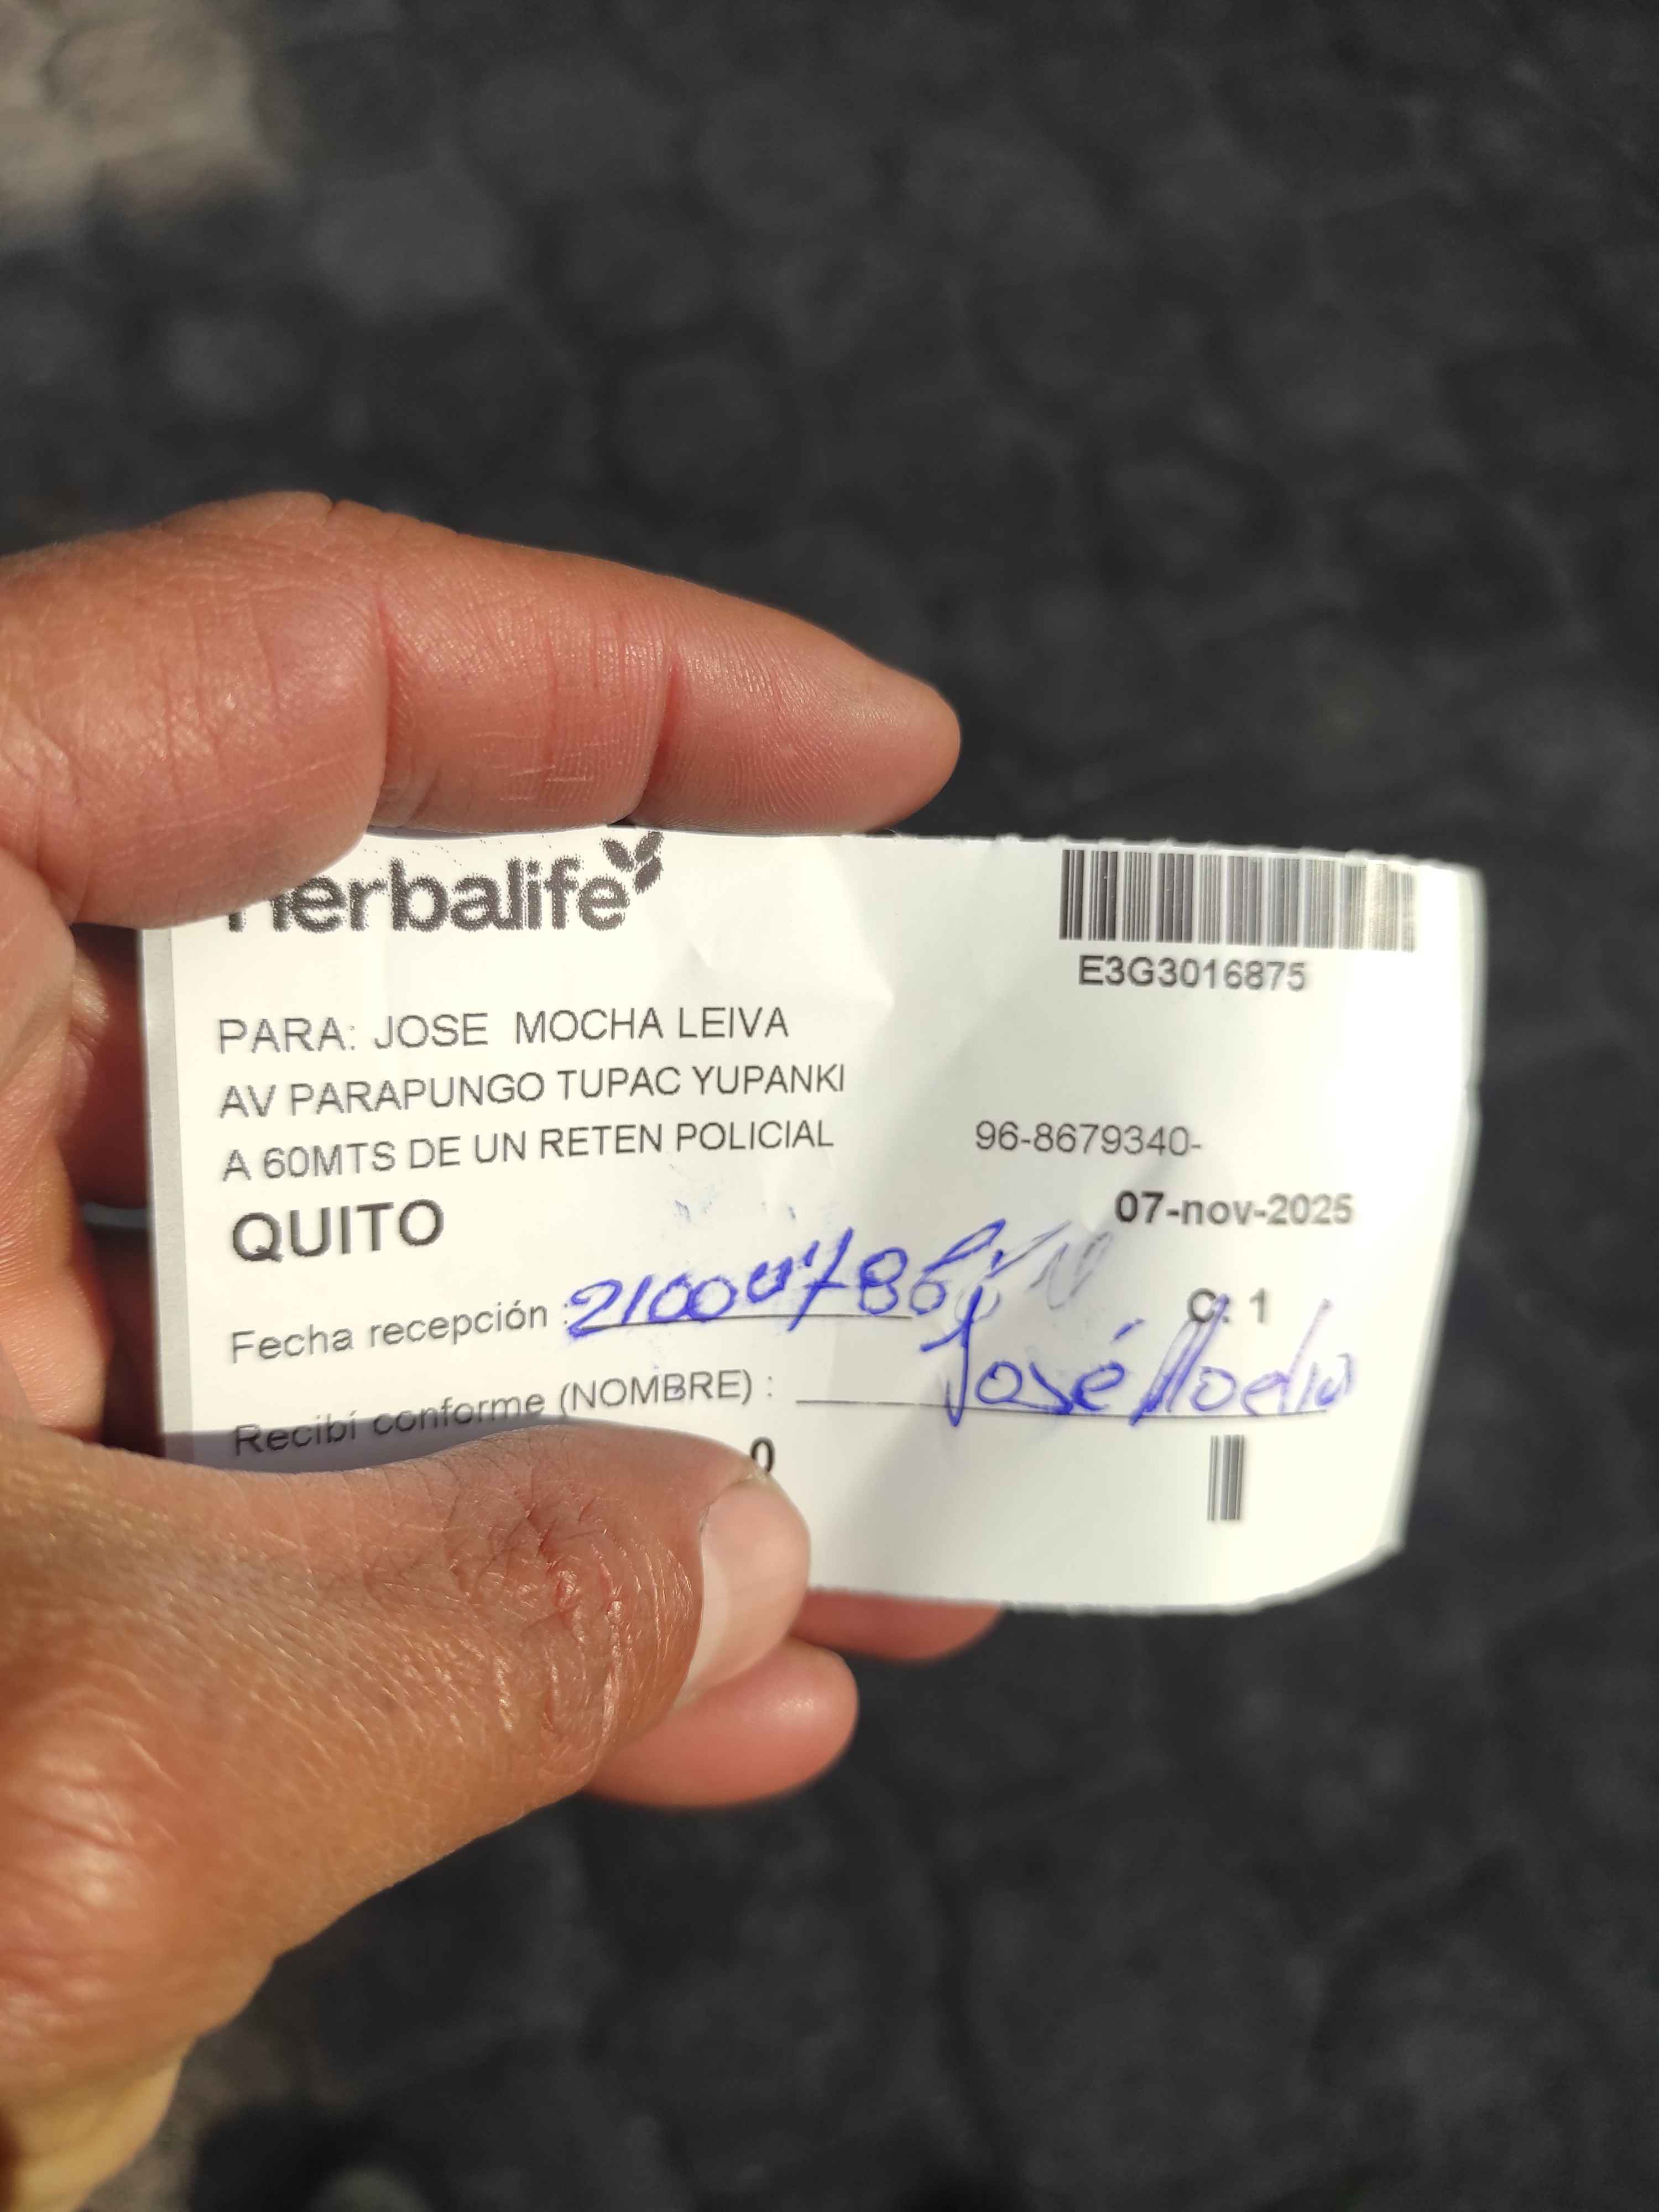 Herbalife
E3G3016875
PARA: JOSE MOCHA LEIVA
AV PARAPUNGO TUPAC YUPANKI
A 60MTS DE UN RETEN POLICIAL 96-8679340-
QUITO 07-nov-2025
C: 1
Fecha recepción :
Recibí conforme (NOMBRE) : José Mocha
0